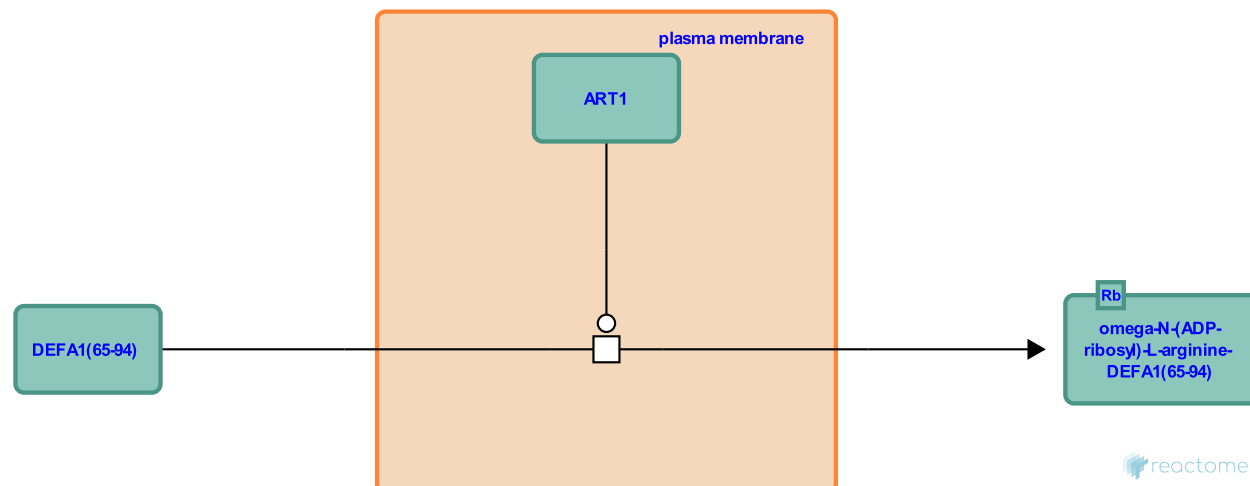 plasma membrane
ART1
DEFA1(65-94)
Rb
omega-N-(ADP-
ribosyl)-L-arginine-
DEFA1(65-94)
reactome